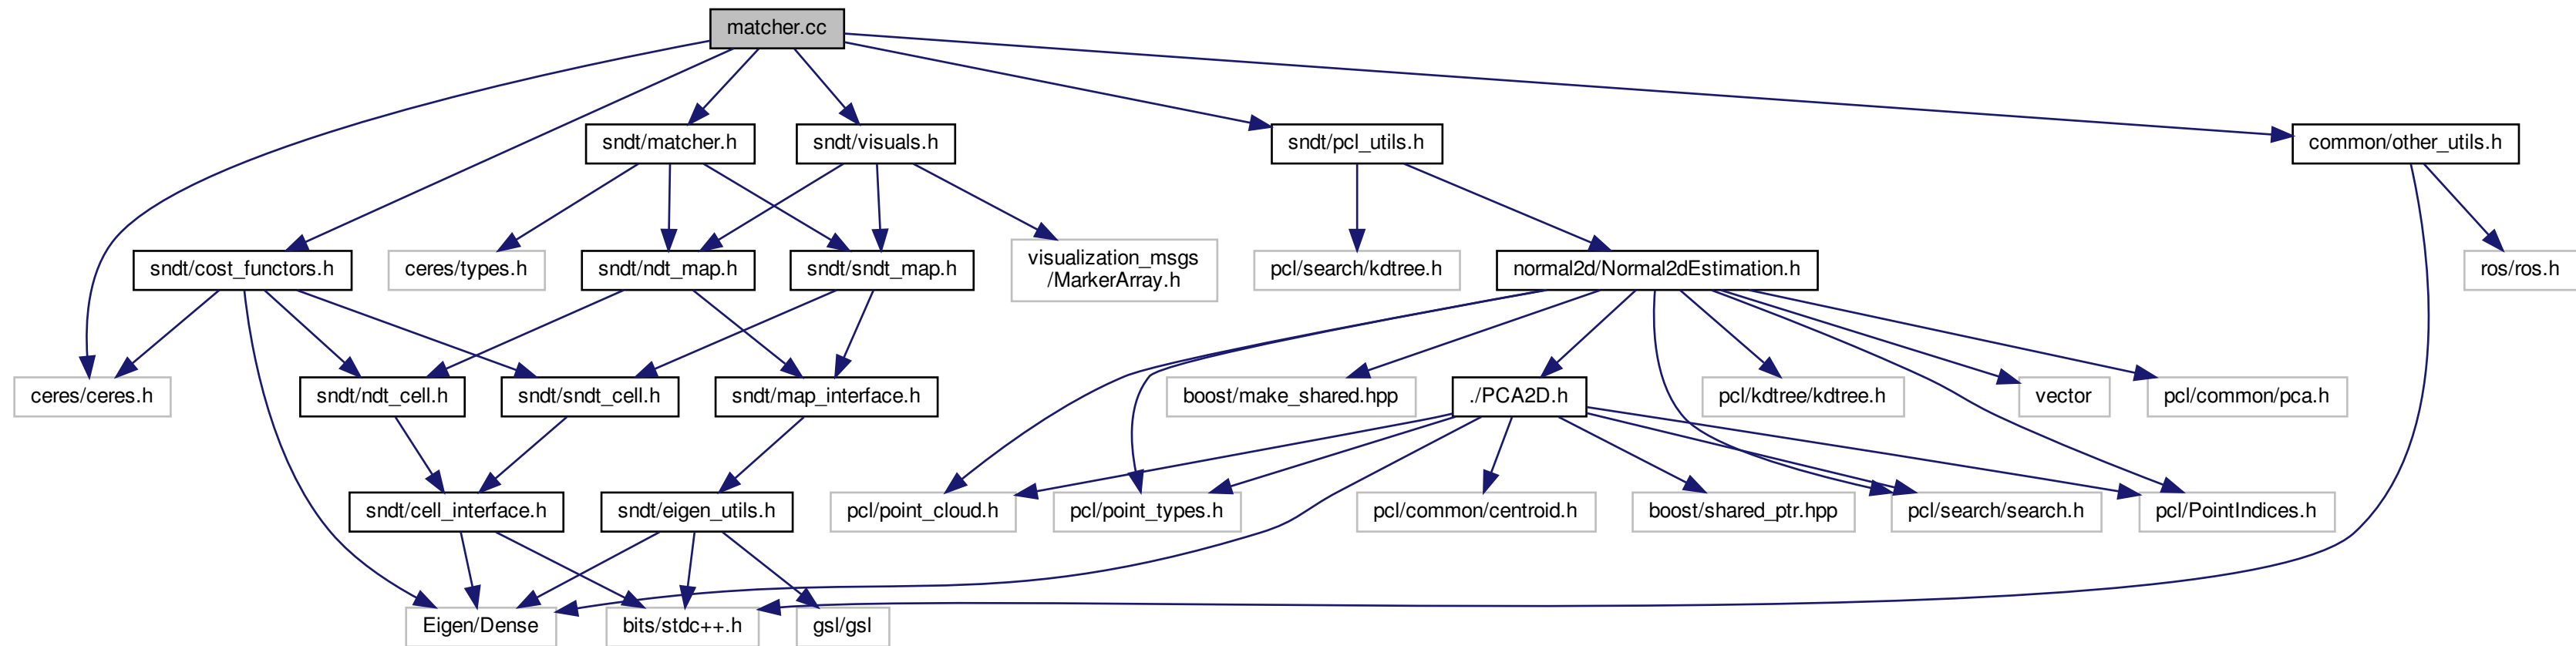 matcher.cc
sndt/matcher.h
sndt/visuals.h
sndt/pcl_utils.h
common/other_utils.h
sndt/cost_functors.h
ceres/types.h
sndt/ndt_map.h
sndt/sndt_map.h
visualization_msgs
/MarkerArray.h
pcl/search/kdtree.h
normal2d/Normal2dEstimation.h
ros/ros.h
ceres/ceres.h
sndt/ndt_cell.h
sndt/sndt_cell.h
sndt/map_interface.h
boost/make_shared.hpp
./PCA2D.h
pcl/kdtree/kdtree.h
vector
pcl/common/pca.h
sndt/cell_interface.h
sndt/eigen_utils.h
pcl/point_cloud.h
pcl/point_types.h
pcl/common/centroid.h
boost/shared_ptr.hpp
pcl/search/search.h
pcl/PointIndices.h
Eigen/Dense
bits/stdc++.h
gsl/gsl